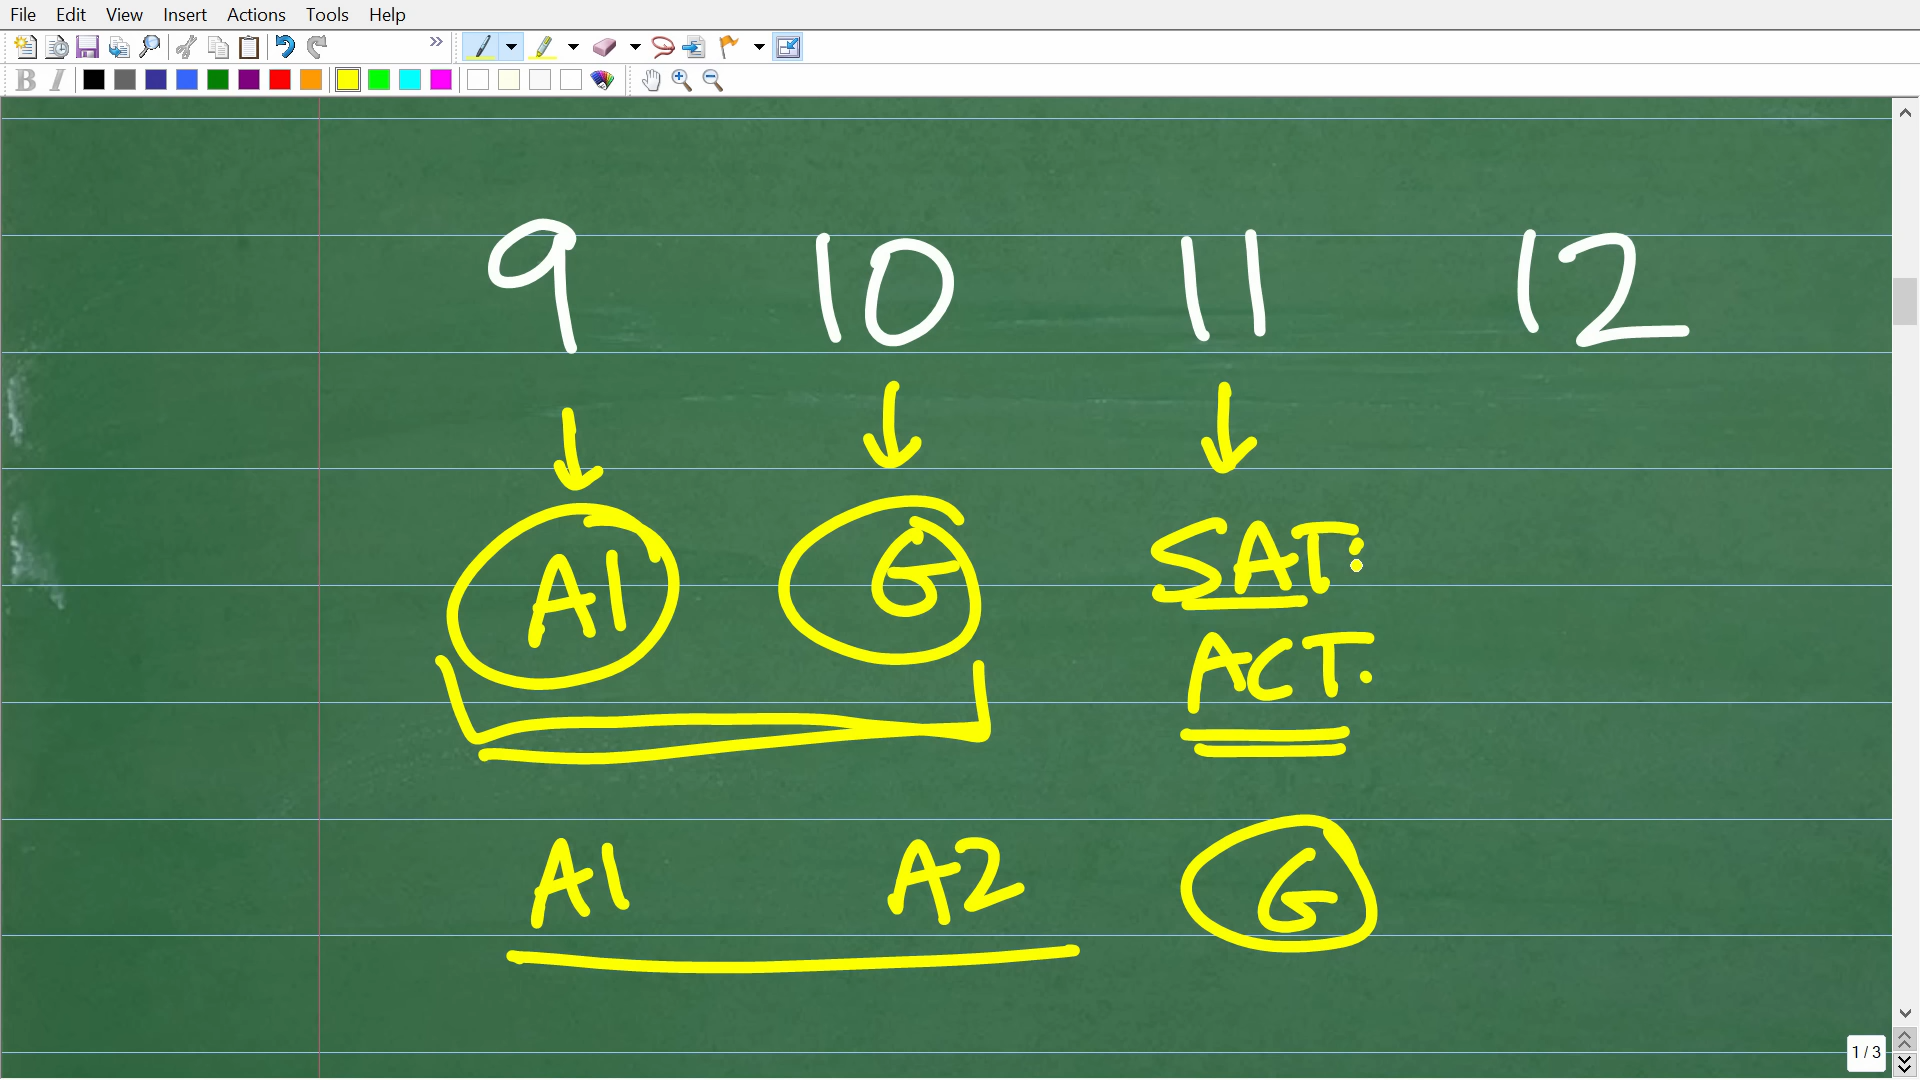 File Edit View Insert Actions Tools Help
B I
9 10 11 12
A1 G SAT:
ACT.
A1 A2 G
1 / 3